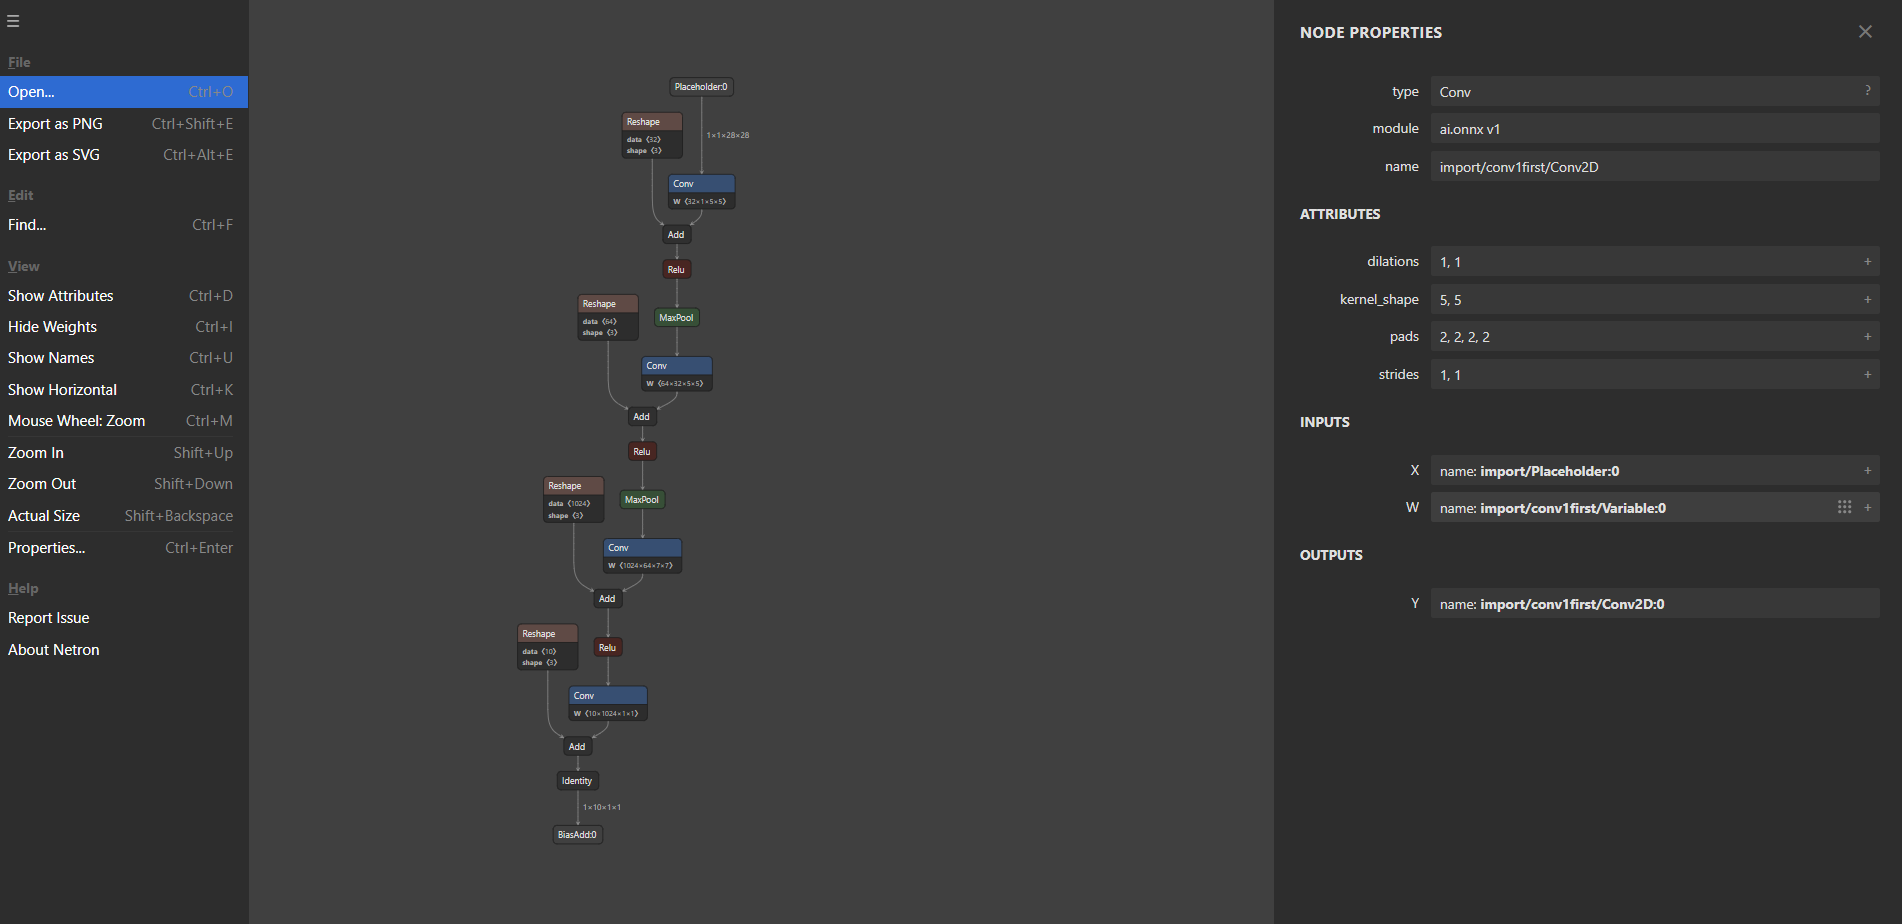 ☰
File
Open... Ctrl+O
Export as PNG Ctrl+Shift+E
Export as SVG Ctrl+Alt+E
Edit
Find... Ctrl+F
View
Show Attributes Ctrl+D
Hide Weights Ctrl+I
Show Names Ctrl+U
Show Horizontal Ctrl+K
Mouse Wheel: Zoom Ctrl+M
Zoom In Shift+Up
Zoom Out Shift+Down
Actual Size Shift+Backspace
Properties... Ctrl+Enter
Help
Report Issue
About Netron
Placeholder:0
1×1×28×28
Reshape
data ⟨32⟩
shape ⟨3⟩
Conv
W ⟨32×1×5×5⟩
Add
Relu
Reshape
data ⟨64⟩
shape ⟨3⟩
MaxPool
Conv
W ⟨64×32×5×5⟩
Add
Relu
Reshape
data ⟨1024⟩
shape ⟨3⟩
MaxPool
Conv
W ⟨1024×64×7×7⟩
Add
Reshape
data ⟨10⟩
shape ⟨3⟩
Relu
Conv
W ⟨10×1024×1×1⟩
Add
Identity
1×10×1×1
BiasAdd:0
NODE PROPERTIES ×
type Conv ?
module ai.onnx v1
name import/conv1first/Conv2D
ATTRIBUTES
dilations 1, 1 +
kernel_shape 5, 5 +
pads 2, 2, 2, 2 +
strides 1, 1 +
INPUTS
X name: import/Placeholder:0 +
W name: import/conv1first/Variable:0 +
OUTPUTS
Y name: import/conv1first/Conv2D:0